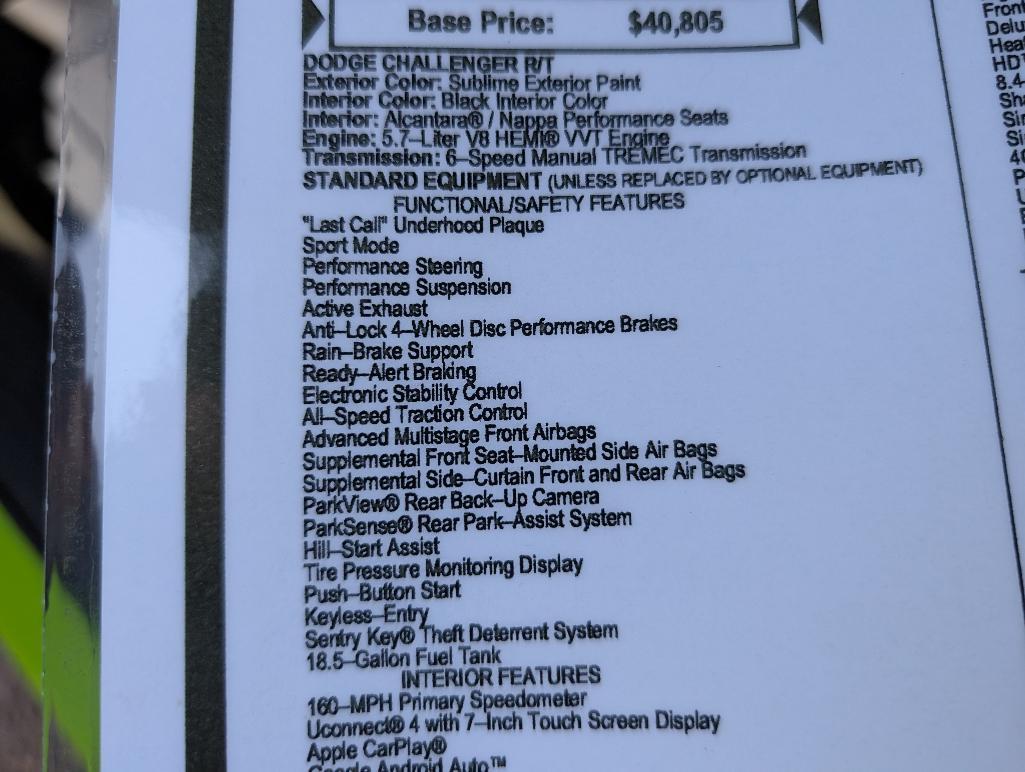 Base Price: $40,805
DODGE CHALLENGER R/T
Exterior Color: Sublime Exterior Paint
Interior Color: Black Interior Color
Interior: Alcantara® / Nappa Performance Seats
Engine: 5.7–Liter V8 HEMI® VVT Engine
Transmission: 6–Speed Manual TREMEC Transmission
STANDARD EQUIPMENT (UNLESS REPLACED BY OPTIONAL EQUIPMENT)
FUNCTIONAL/SAFETY FEATURES
"Last Call" Underhood Plaque
Sport Mode
Performance Steering
Performance Suspension
Active Exhaust
Anti–Lock 4–Wheel Disc Performance Brakes
Rain–Brake Support
Ready–Alert Braking
Electronic Stability Control
All–Speed Traction Control
Advanced Multistage Front Airbags
Supplemental Front Seat–Mounted Side Air Bags
Supplemental Side–Curtain Front and Rear Air Bags
ParkView® Rear Back–Up Camera
ParkSense® Rear Park–Assist System
Hill–Start Assist
Tire Pressure Monitoring Display
Push–Button Start
Keyless–Entry
Sentry Key® Theft Deterrent System
18.5–Gallon Fuel Tank
INTERIOR FEATURES
160–MPH Primary Speedometer
Uconnect® 4 with 7–Inch Touch Screen Display
Apple CarPlay®
Google Android Auto™
Front
Delu
Hea
HD
8.4
Sh
Sir
Si